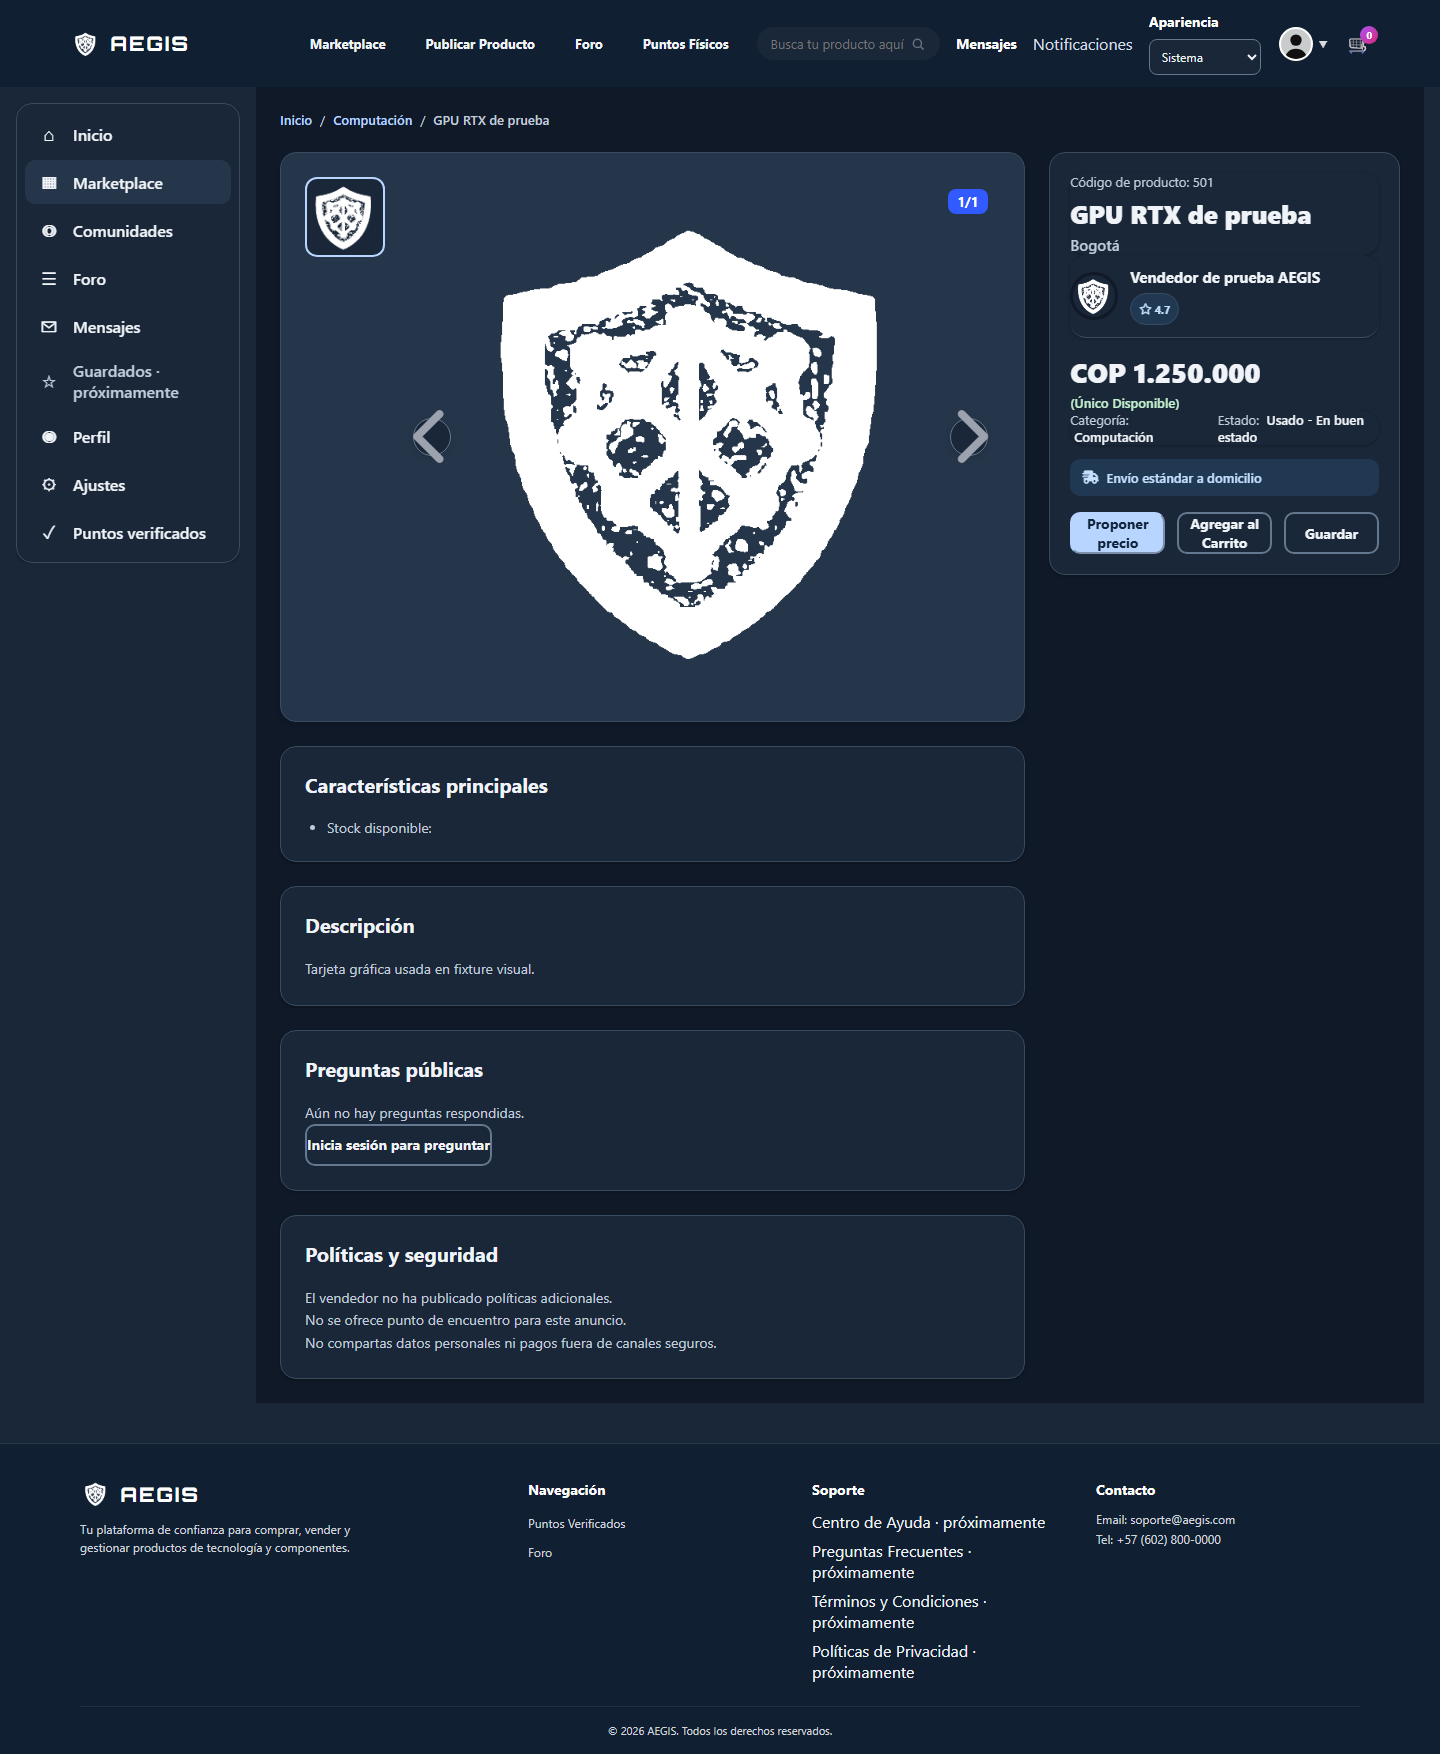 AEGIS
Marketplace
Publicar Producto
Foro
Puntos Físicos
Busca tu producto aquí
Mensajes
Notificaciones
Apariencia
Sistema
0
Inicio
Marketplace
Comunidades
Foro
Mensajes
Guardados ·
próximamente
Perfil
Ajustes
Puntos verificados
Inicio / Computación / GPU RTX de prueba
1/1
Código de producto: 501
GPU RTX de prueba
Bogotá
Vendedor de prueba AEGIS
4.7
COP 1.250.000
(Único Disponible)
Categoría:
Computación
Estado: Usado - En buen
estado
Envío estándar a domicilio
Proponer
precio
Agregar al
Carrito
Guardar
Características principales
Stock disponible:
Descripción
Tarjeta gráfica usada en fixture visual.
Preguntas públicas
Aún no hay preguntas respondidas.
Inicia sesión para preguntar
Políticas y seguridad
El vendedor no ha publicado políticas adicionales.
No se ofrece punto de encuentro para este anuncio.
No compartas datos personales ni pagos fuera de canales seguros.
AEGIS
Tu plataforma de confianza para comprar, vender y
gestionar productos de tecnología y componentes.
Navegación
Puntos Verificados
Foro
Soporte
Centro de Ayuda · próximamente
Preguntas Frecuentes ·
próximamente
Términos y Condiciones ·
próximamente
Políticas de Privacidad ·
próximamente
Contacto
Email: soporte@aegis.com
Tel: +57 (602) 800-0000
© 2026 AEGIS. Todos los derechos reservados.